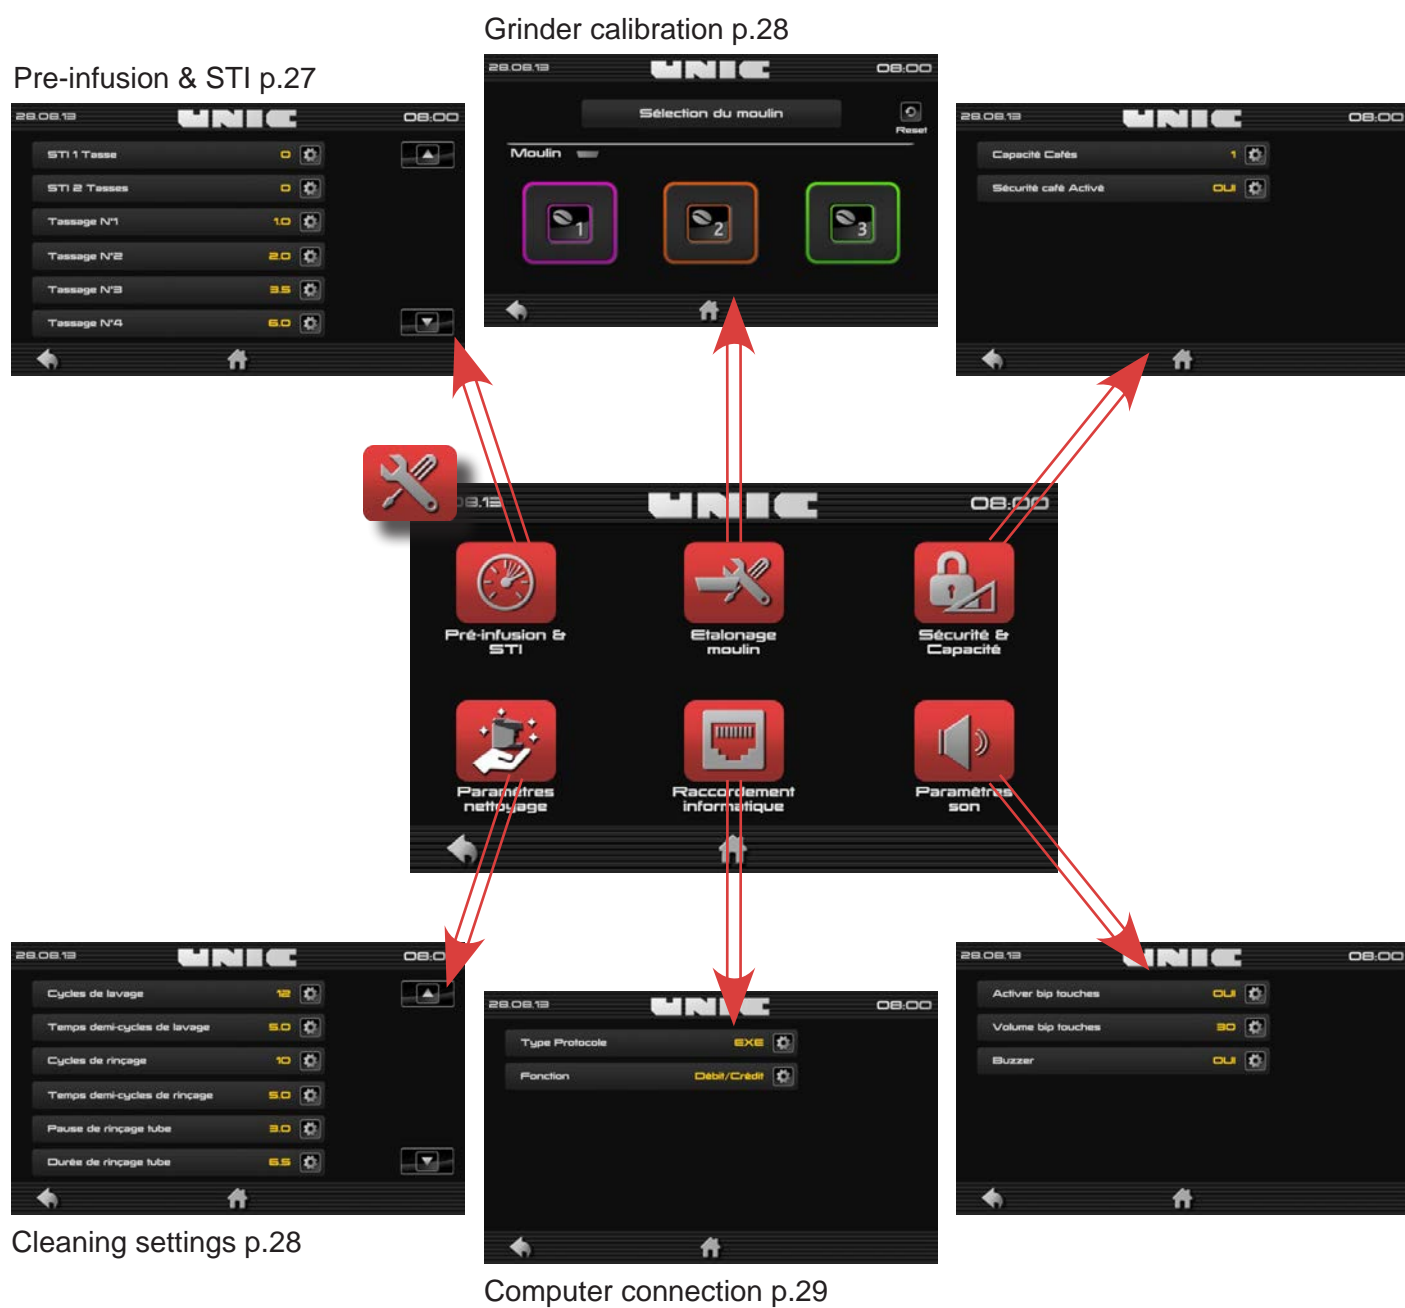 Grinder calibration p.28
Pre-infusion & STI p.27
28.08.13 UNIC 08:00
STI 1 Tasse 0
STI 2 Tasses 0
Tassage N°1 1.0
Tassage N°2 2.0
Tassage N°3 3.5
Tassage N°4 6.0
28.08.13 UNIC 08:00
Sélection du moulin
Reset
Moulin
1 2 3
28.08.13 UNIC 08:00
Capacité Cafés 1
Sécurité café Activé OUI
08.13 UNIC 08:00
Pré-infusion &
STI
Etalonage
moulin
Sécurité &
Capacité
Paramètres
nettoyage
Raccordement
informatique
Paramètres
son
28.08.13 UNIC 08:0
Cycles de lavage 12
Temps demi-cycles de lavage 5.0
Cycles de rinçage 10
Temps demi-cycles de rinçage 5.0
Pause de rinçage tube 3.0
Durée de rinçage tube 6.5
Cleaning settings p.28
28.08.13 UNIC 08:00
Type Protocole EXE
Fonction Débit/Crédit
Computer connection p.29
28.08.13 UNIC 08:00
Activer bip touches OUI
Volume bip touches 30
Buzzer OUI